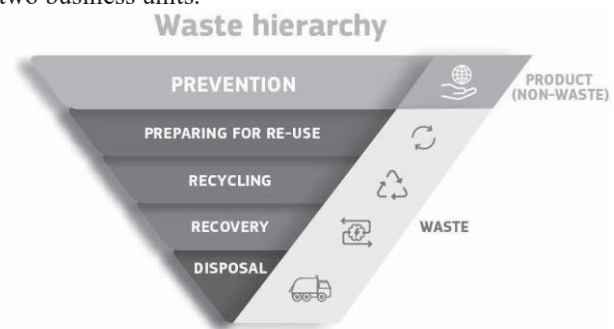 two business units.
Waste hierarchy
PREVENTION
PRODUCT
(NON-WASTE)
PREPARING FOR RE-USE
RECYCLING
RECOVERY
WASTE
DISPOSAL